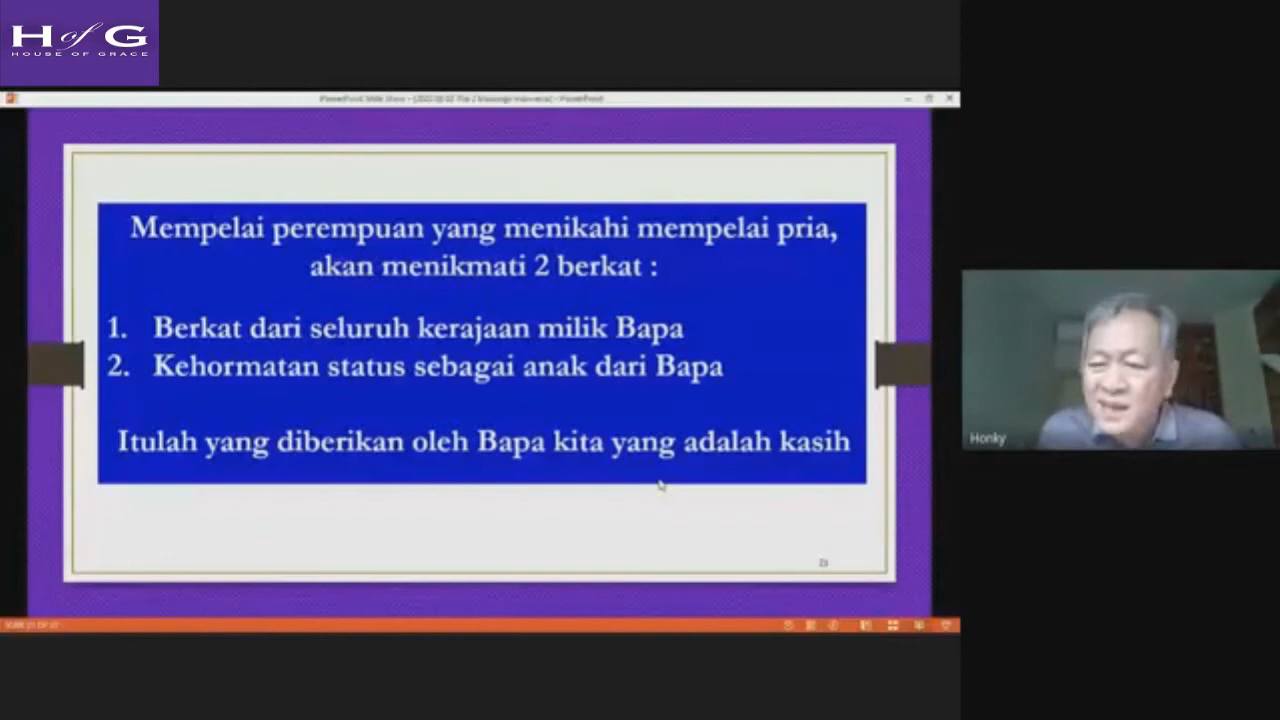 H of G
HOUSE OF GRACE
Mempelai perempuan yang menikahi mempelai pria,
akan menikmati 2 berkat :
1. Berkat dari seluruh kerajaan milik Bapa
2. Kehormatan status sebagai anak dari Bapa
Itulah yang diberikan oleh Bapa kita yang adalah kasih
Honky